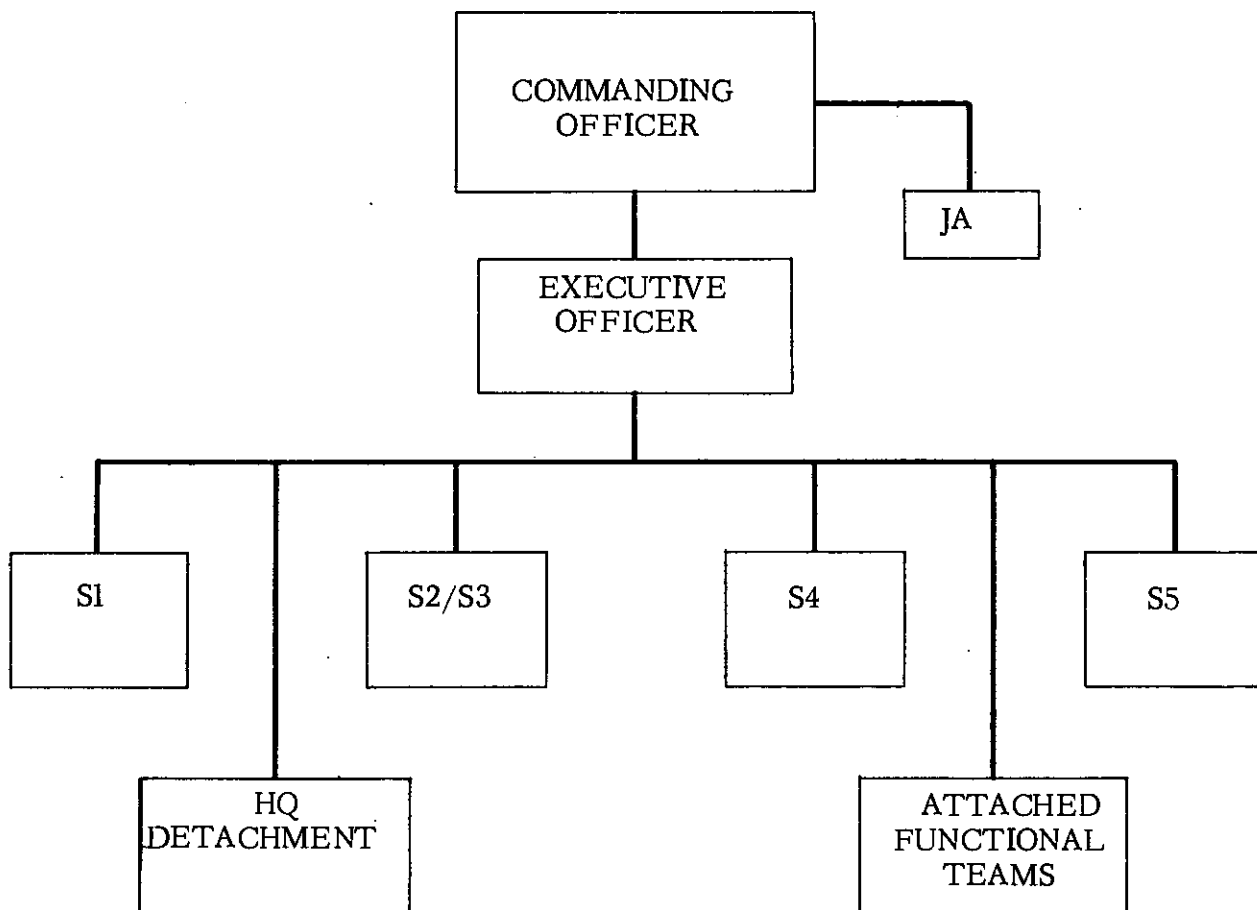 COMMANDING
OFFICER
JA
EXECUTIVE
OFFICER
S1
S2/S3
S4
S5
HQ
DETACHMENT
ATTACHED
FUNCTIONAL
TEAMS